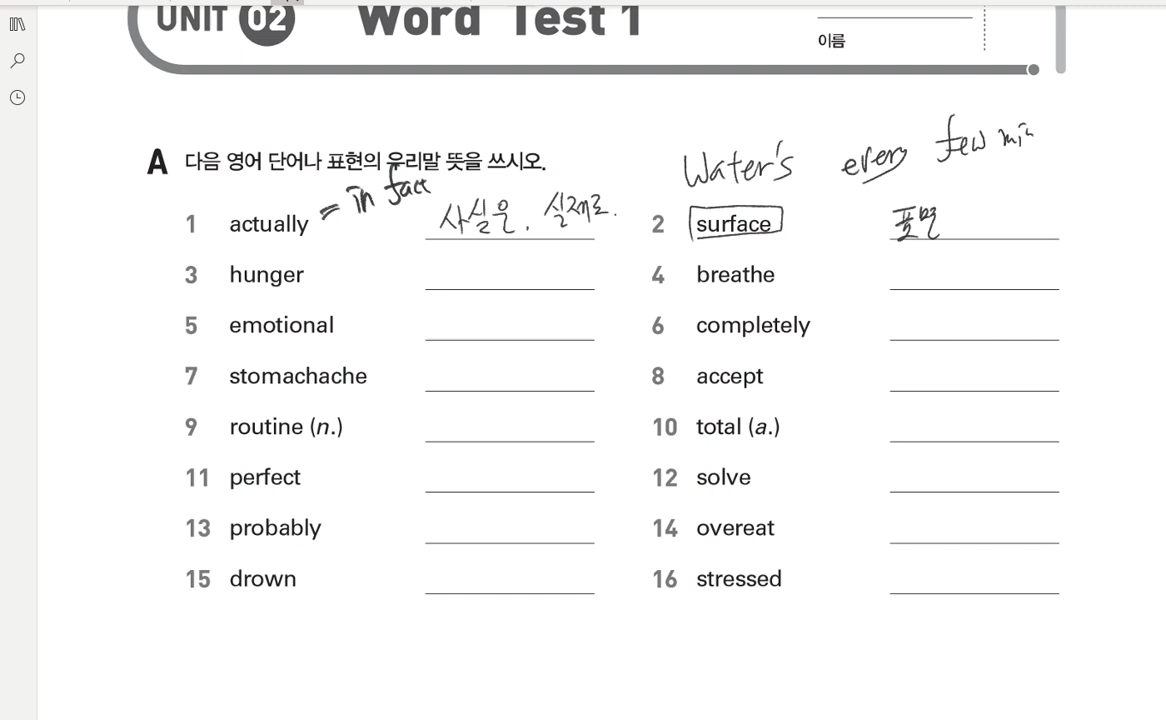 UNIT 02 Word Test 1
이름
A 다음 영어 단어나 표현의 우리말 뜻을 쓰시오.
= in fact
Water's every few min
1 actually 사실은, 실제로.
2 surface 표면
3 hunger
4 breathe
5 emotional
6 completely
7 stomachache
8 accept
9 routine (n.)
10 total (a.)
11 perfect
12 solve
13 probably
14 overeat
15 drown
16 stressed